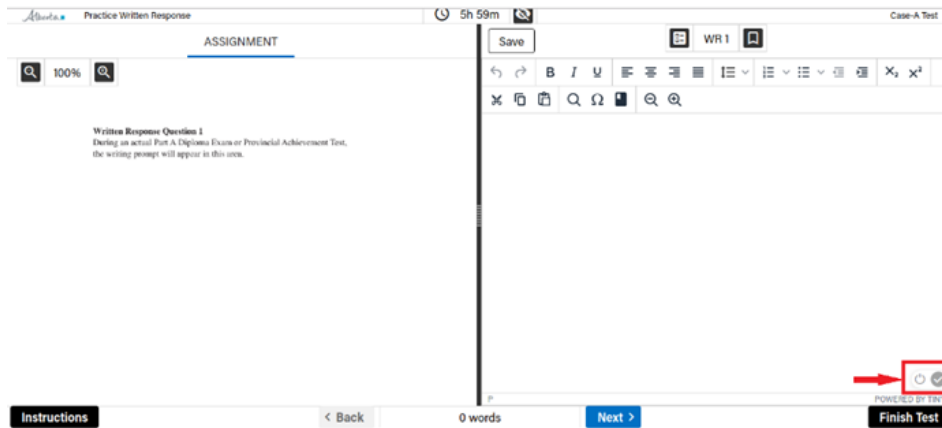 Alberta Practice Written Response 5h 59m Case-A Test
ASSIGNMENT
Save WR 1
100%
B I U X₂ X²
Ω
Written Response Question 1
During an actual Part A Diploma Exam or Provincial Achievement Test,
the writing prompt will appear in this area.
P POWERED BY TINY
Instructions < Back 0 words Next > Finish Test